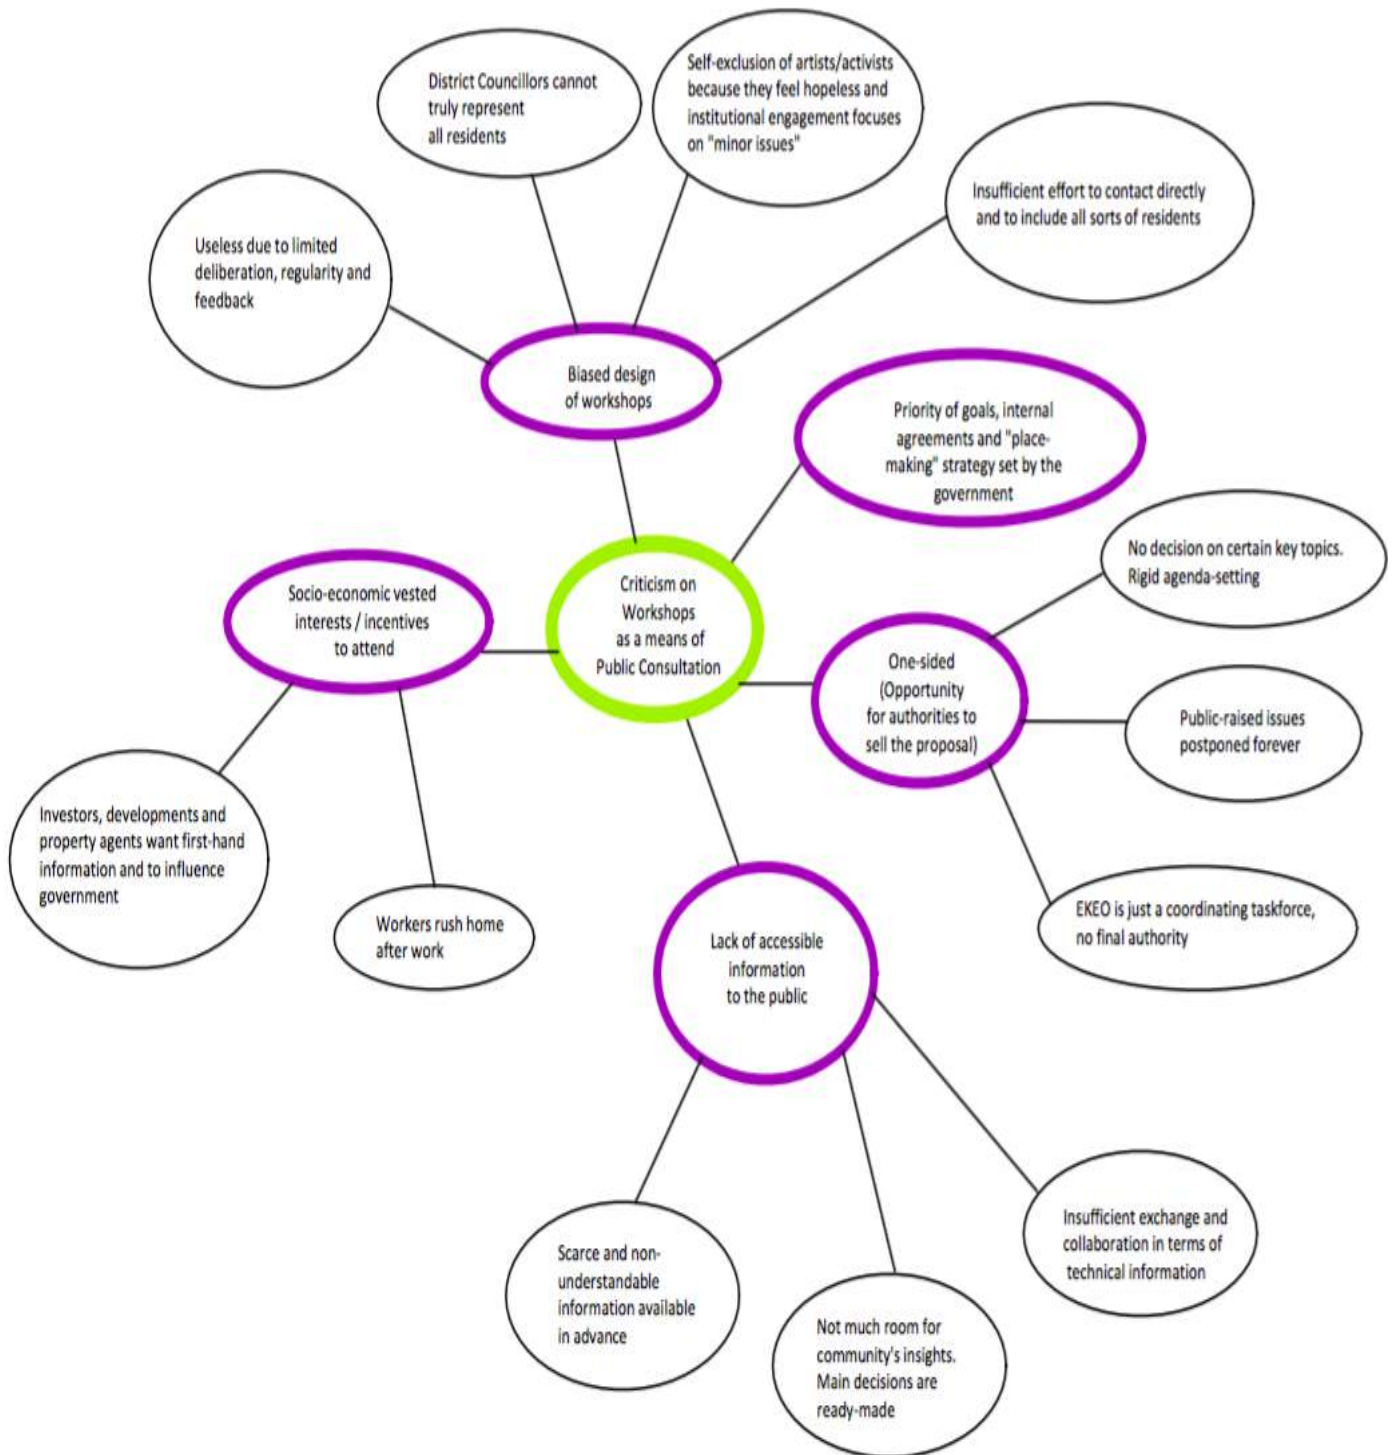 District Councillors cannot
truly represent
all residents
Self-exclusion of artists/activists
because they feel hopeless and
institutional engagement focuses
on "minor issues"
Insufficient effort to contact directly
and to include all sorts of residents
Useless due to limited
deliberation, regularity and
feedback
Biased design
of workshops
Priority of goals, internal
agreements and "place-
making" strategy set by the
government
No decision on certain key topics.
Rigid agenda-setting
Socio-economic vested
interests / incentives
to attend
Criticism on
Workshops
as a means of
Public Consultation
One-sided
(Opportunity
for authorities to
sell the proposal)
Public-raised issues
postponed forever
Investors, developments and
property agents want first-hand
information and to influence
government
Workers rush home
after work
EKEO is just a coordinating taskforce,
no final authority
Lack of accessible
information
to the public
Insufficient exchange and
collaboration in terms of
technical information
Scarce and non-
understandable
information available
in advance
Not much room for
community's insights.
Main decisions are
ready-made